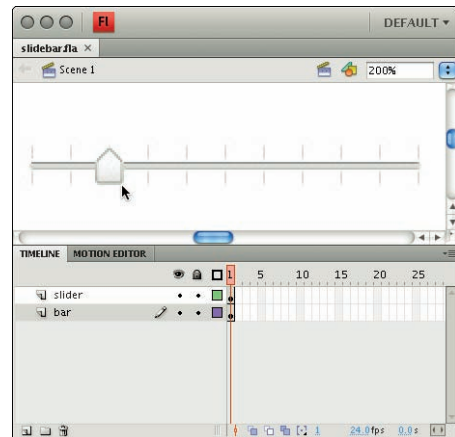 Fl DEFAULT
slidebar.fla ×
Scene 1 200%
TIMELINE MOTION EDITOR
1 5 10 15 20 25
slider
bar
1 24.0fps 0.0s